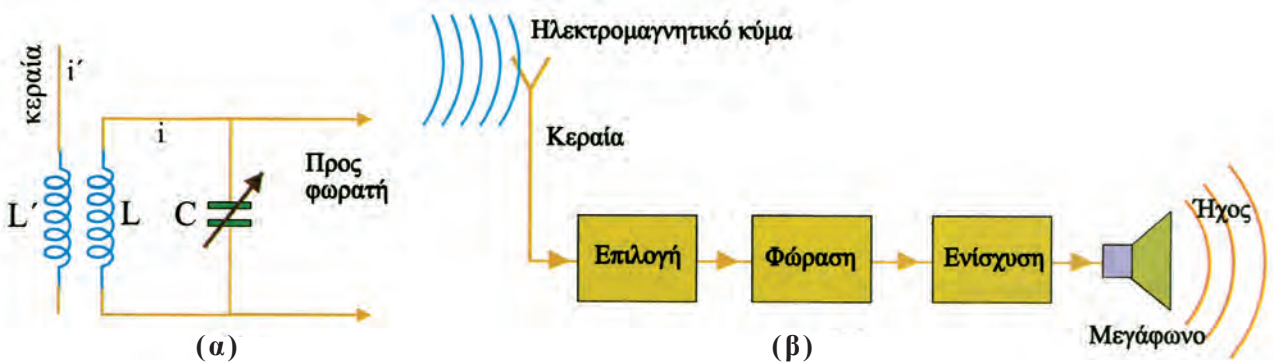 κεραία
i´
i
L´
L
C
Προς
φωρατή
(α)
Ηλεκτρομαγνητικό κύμα
Κεραία
Επιλογή
Φώραση
Ενίσχυση
Ήχος
Μεγάφωνο
(β)